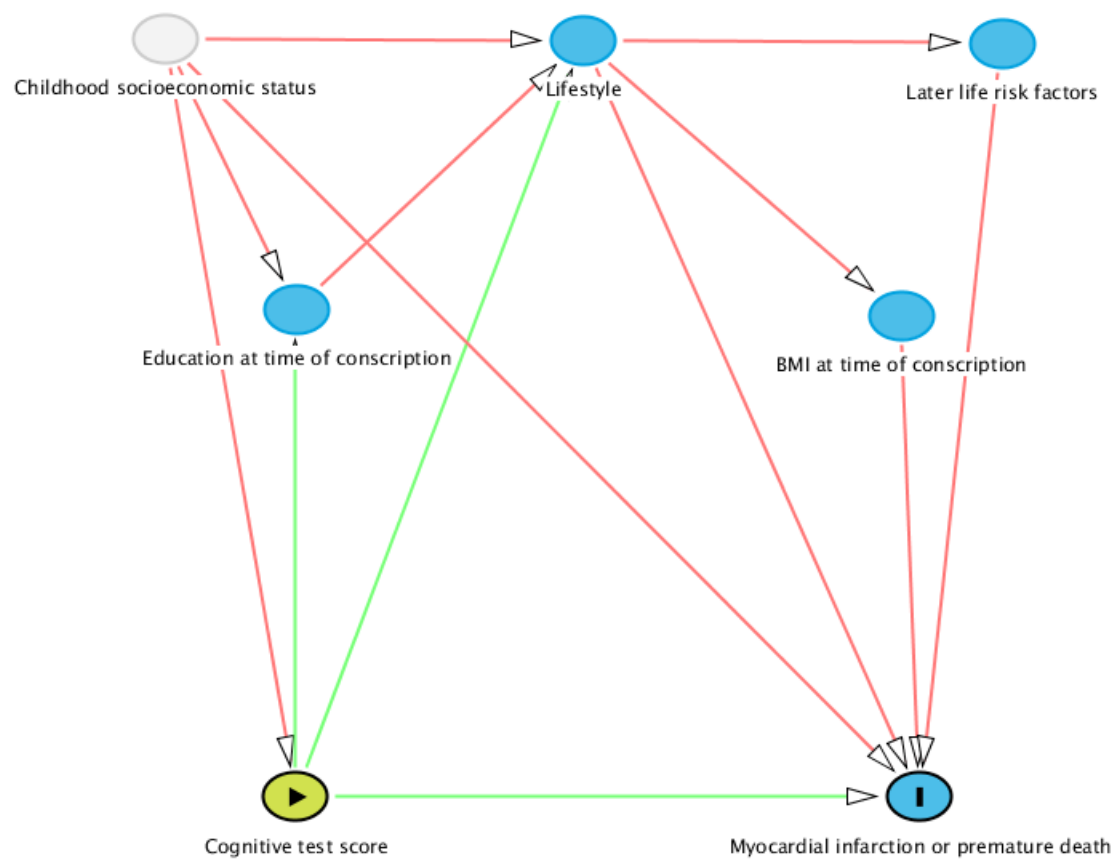 Childhood socioeconomic status
Lifestyle
Later life risk factors
Education at time of conscription
BMI at time of conscription
Cognitive test score
Myocardial infarction or premature death